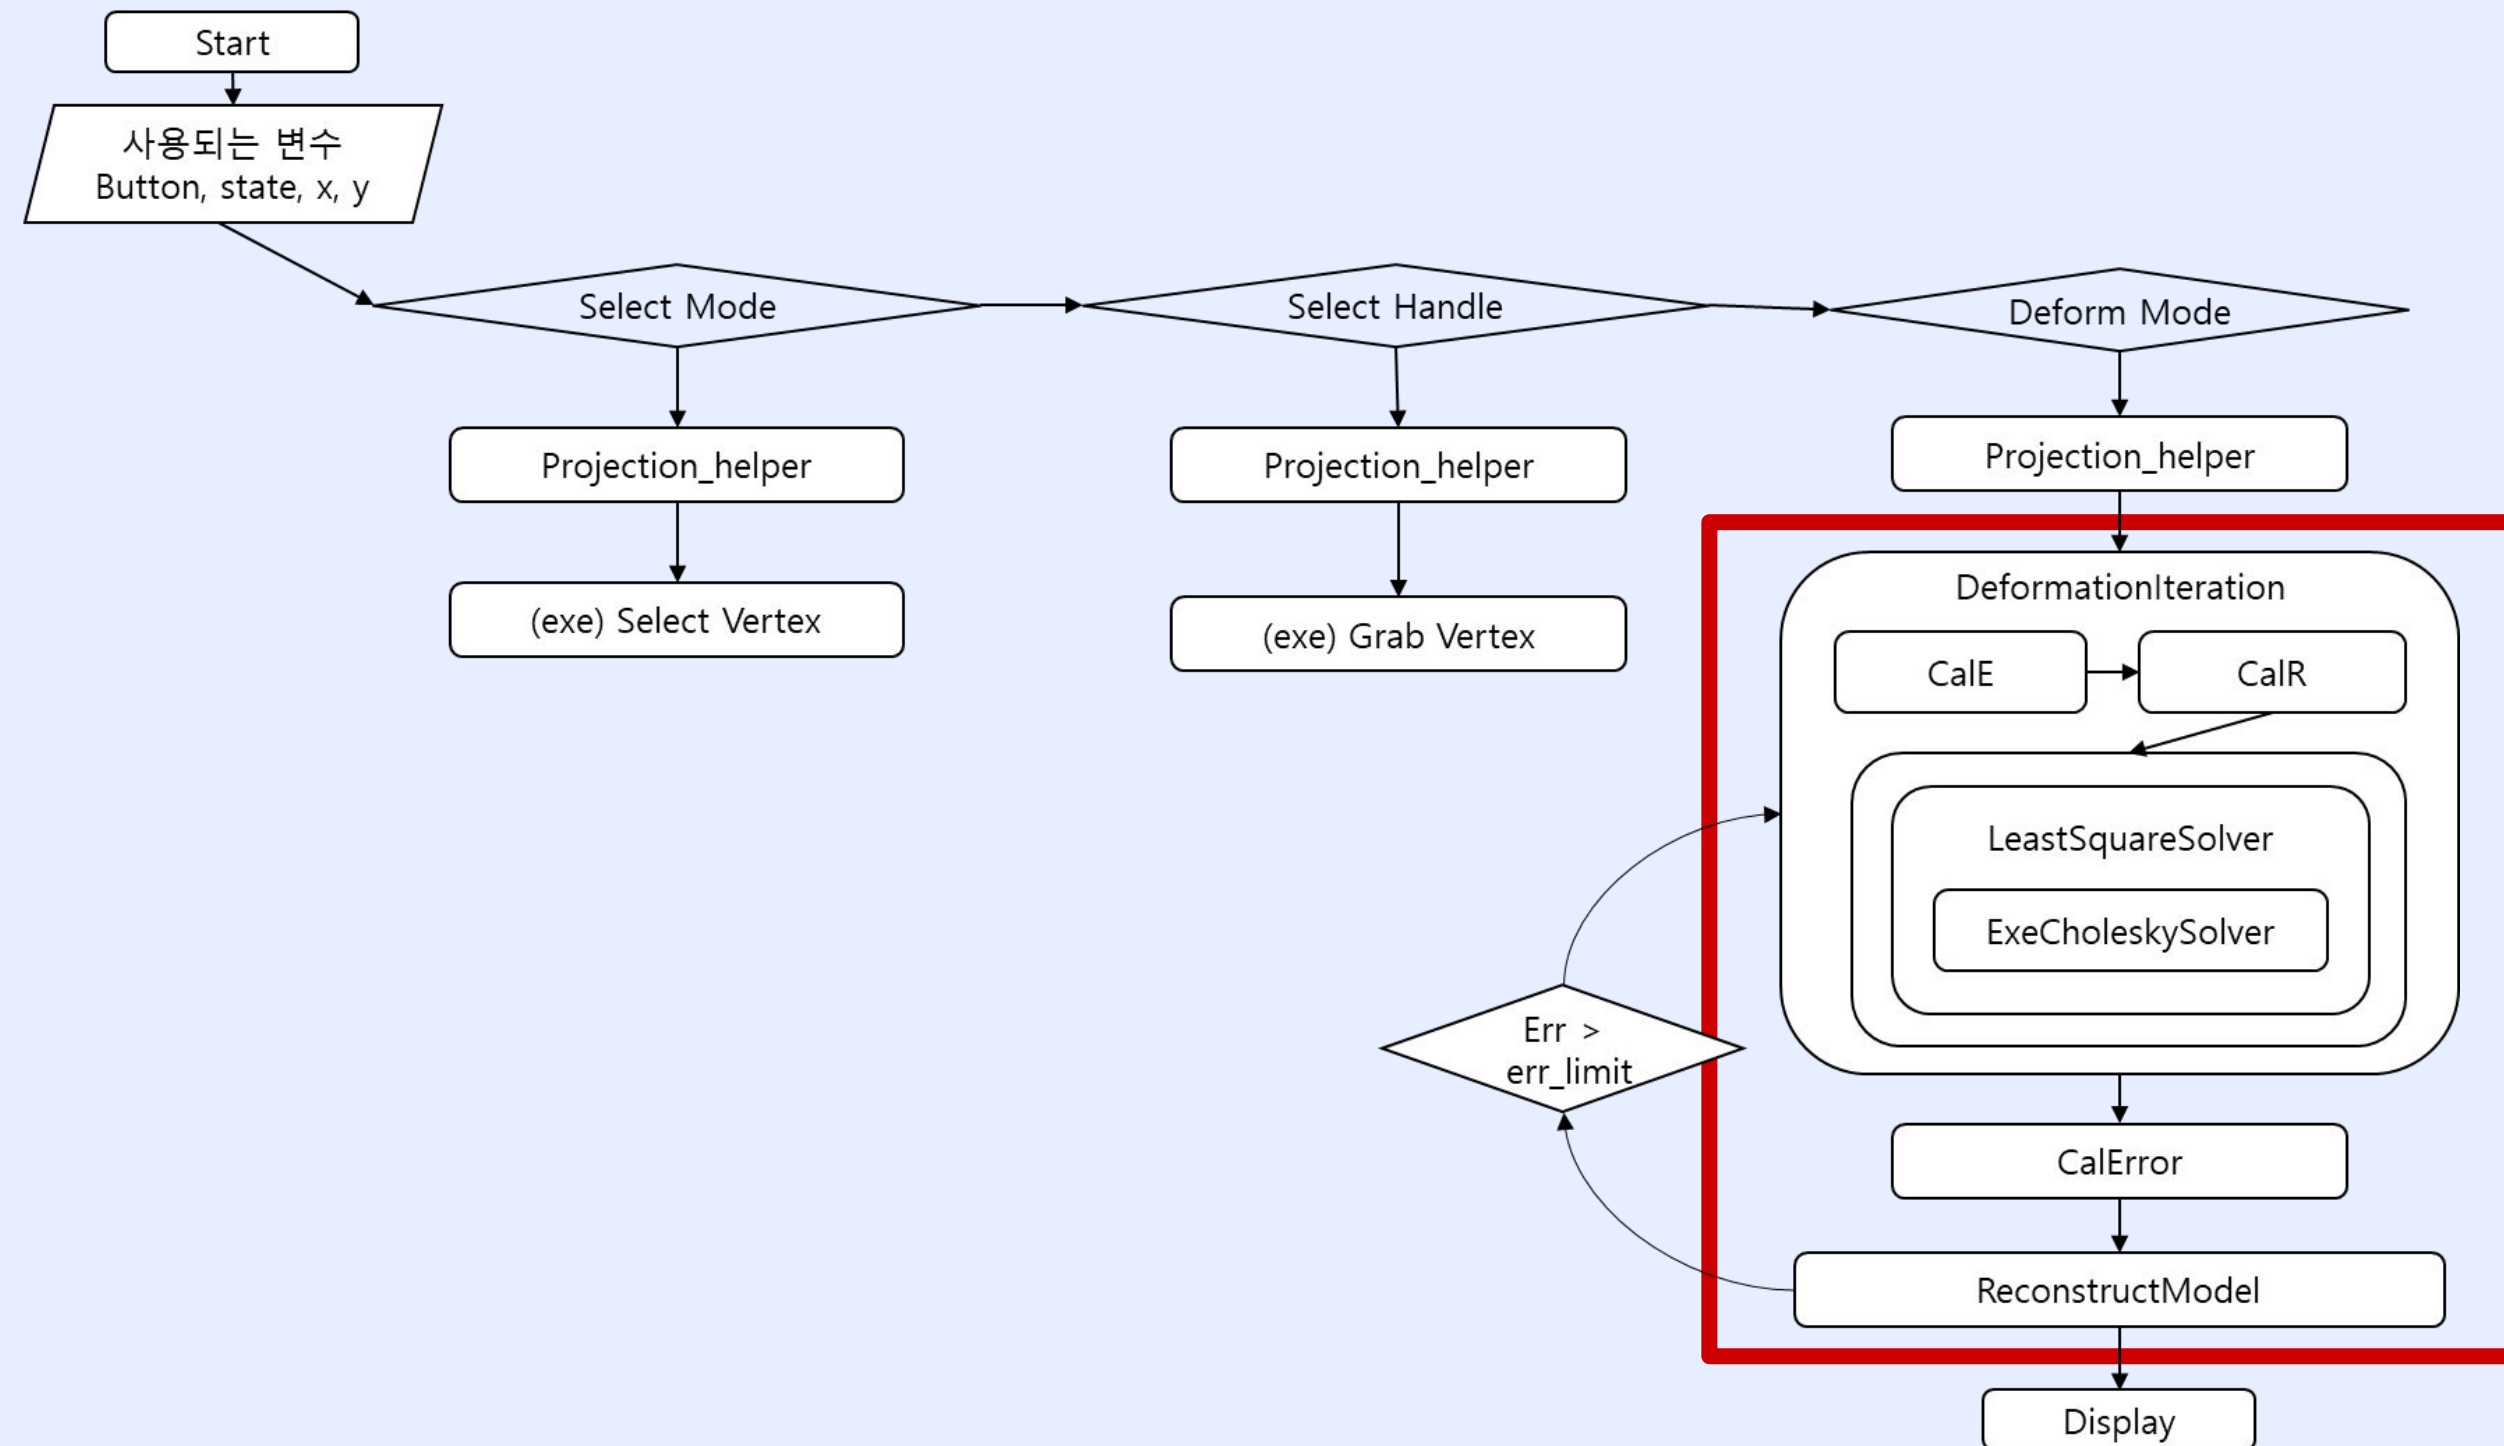 Start
사용되는 변수
Button, state, x, y
Select Mode
Select Handle
Deform Mode
Projection_helper
Projection_helper
Projection_helper
(exe) Select Vertex
(exe) Grab Vertex
DeformationIteration
CalE
CalR
LeastSquareSolver
ExeCholeskySolver
Err >
err_limit
CalError
ReconstructModel
Display